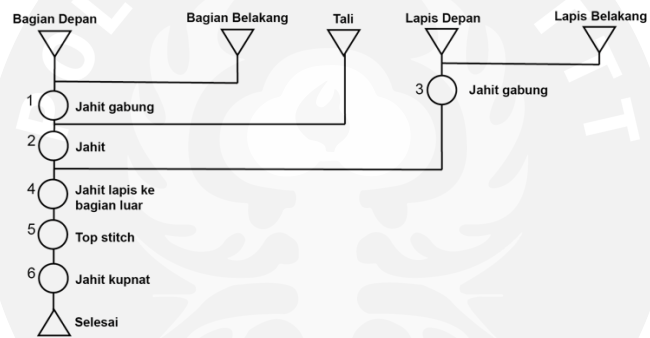 Bagian Depan
Bagian Belakang
Tali
Lapis Depan
Lapis Belakang
1
Jahit gabung
3
Jahit gabung
2
Jahit
4
Jahit lapis ke
bagian luar
5
Top stitch
6
Jahit kupnat
Selesai